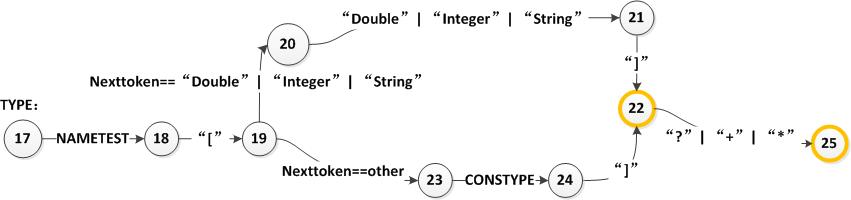 “Double” | “Integer” | “String”
21
20
“]”
Nexttoken== “Double” | “Integer” | “String”
TYPE:
22
17
NAMETEST
18
“[”
19
“?” | “+” | “*”
25
Nexttoken==other
“]”
23
CONSTYPE
24